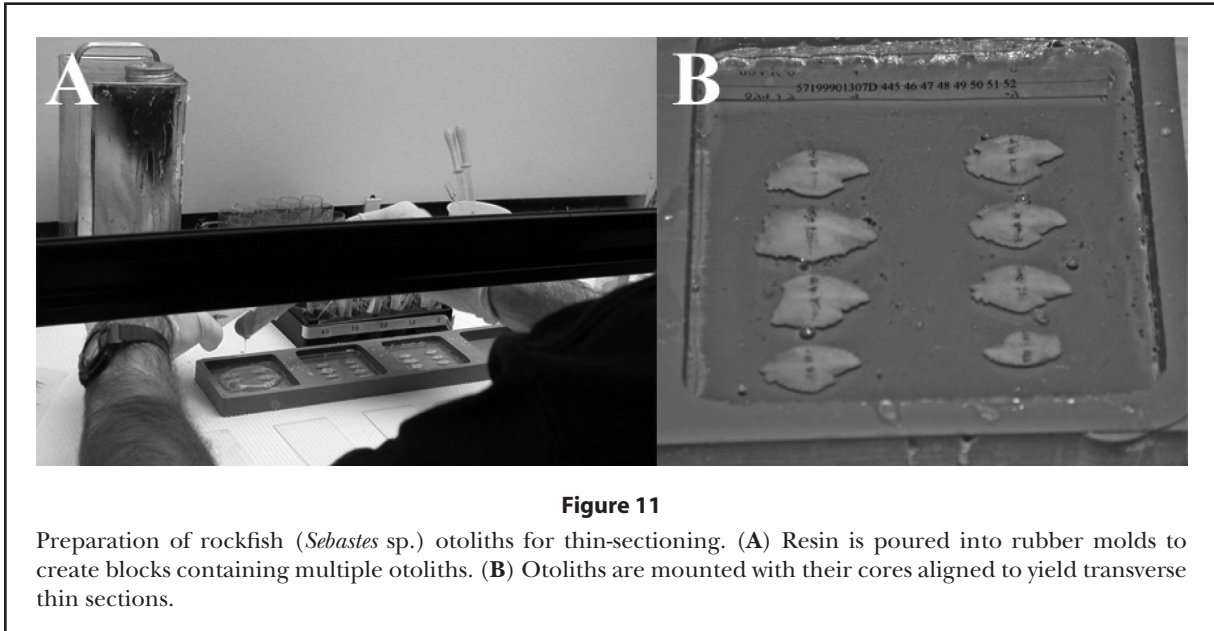 A
B
57199901307D 445 46 47 48 49 50 51 52
Figure 11
Preparation of rockfish (Sebastes sp.) otoliths for thin-sectioning. (A) Resin is poured into rubber molds to
create blocks containing multiple otoliths. (B) Otoliths are mounted with their cores aligned to yield transverse
thin sections.